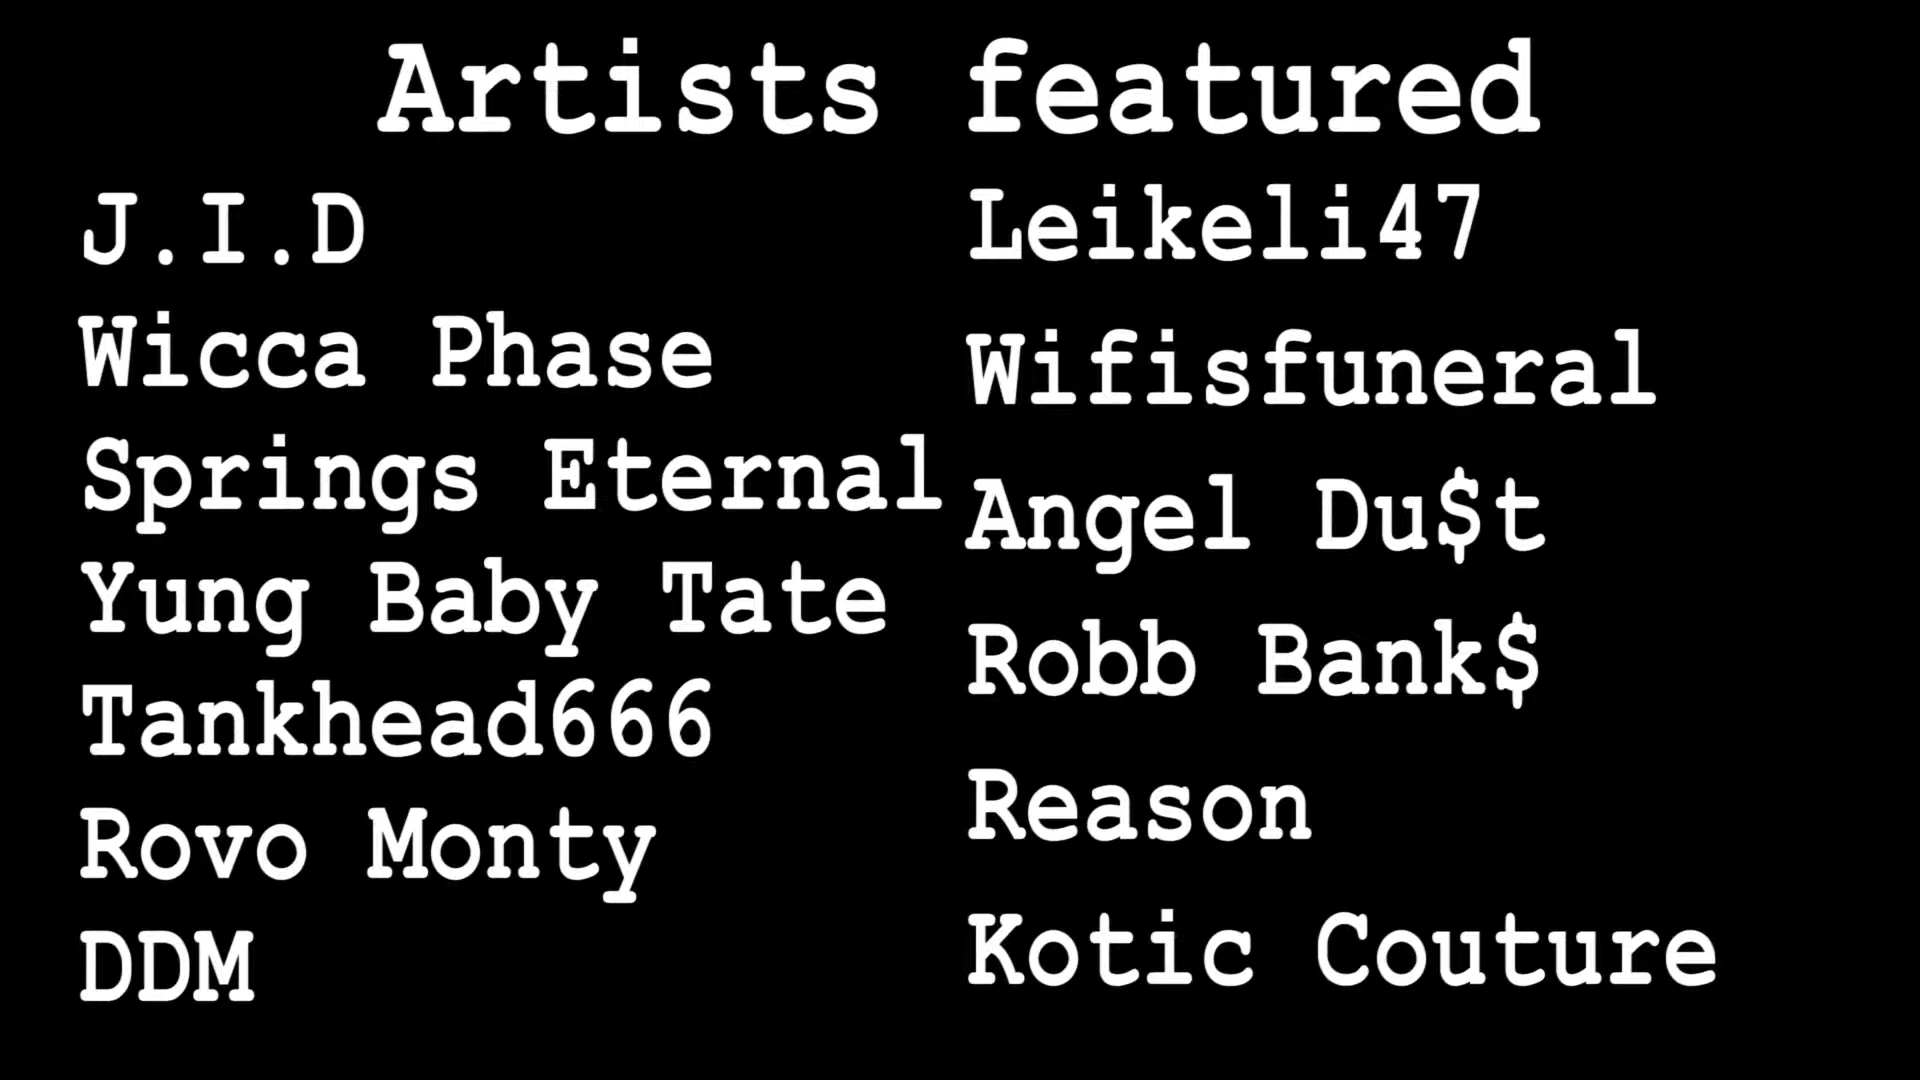 Artists featured
J.I.D
Wicca Phase
Springs Eternal
Yung Baby Tate
Tankhead666
Rovo Monty
DDM
Leikeli47
Wifisfuneral
Angel Du$t
Robb Bank$
Reason
Kotic Couture